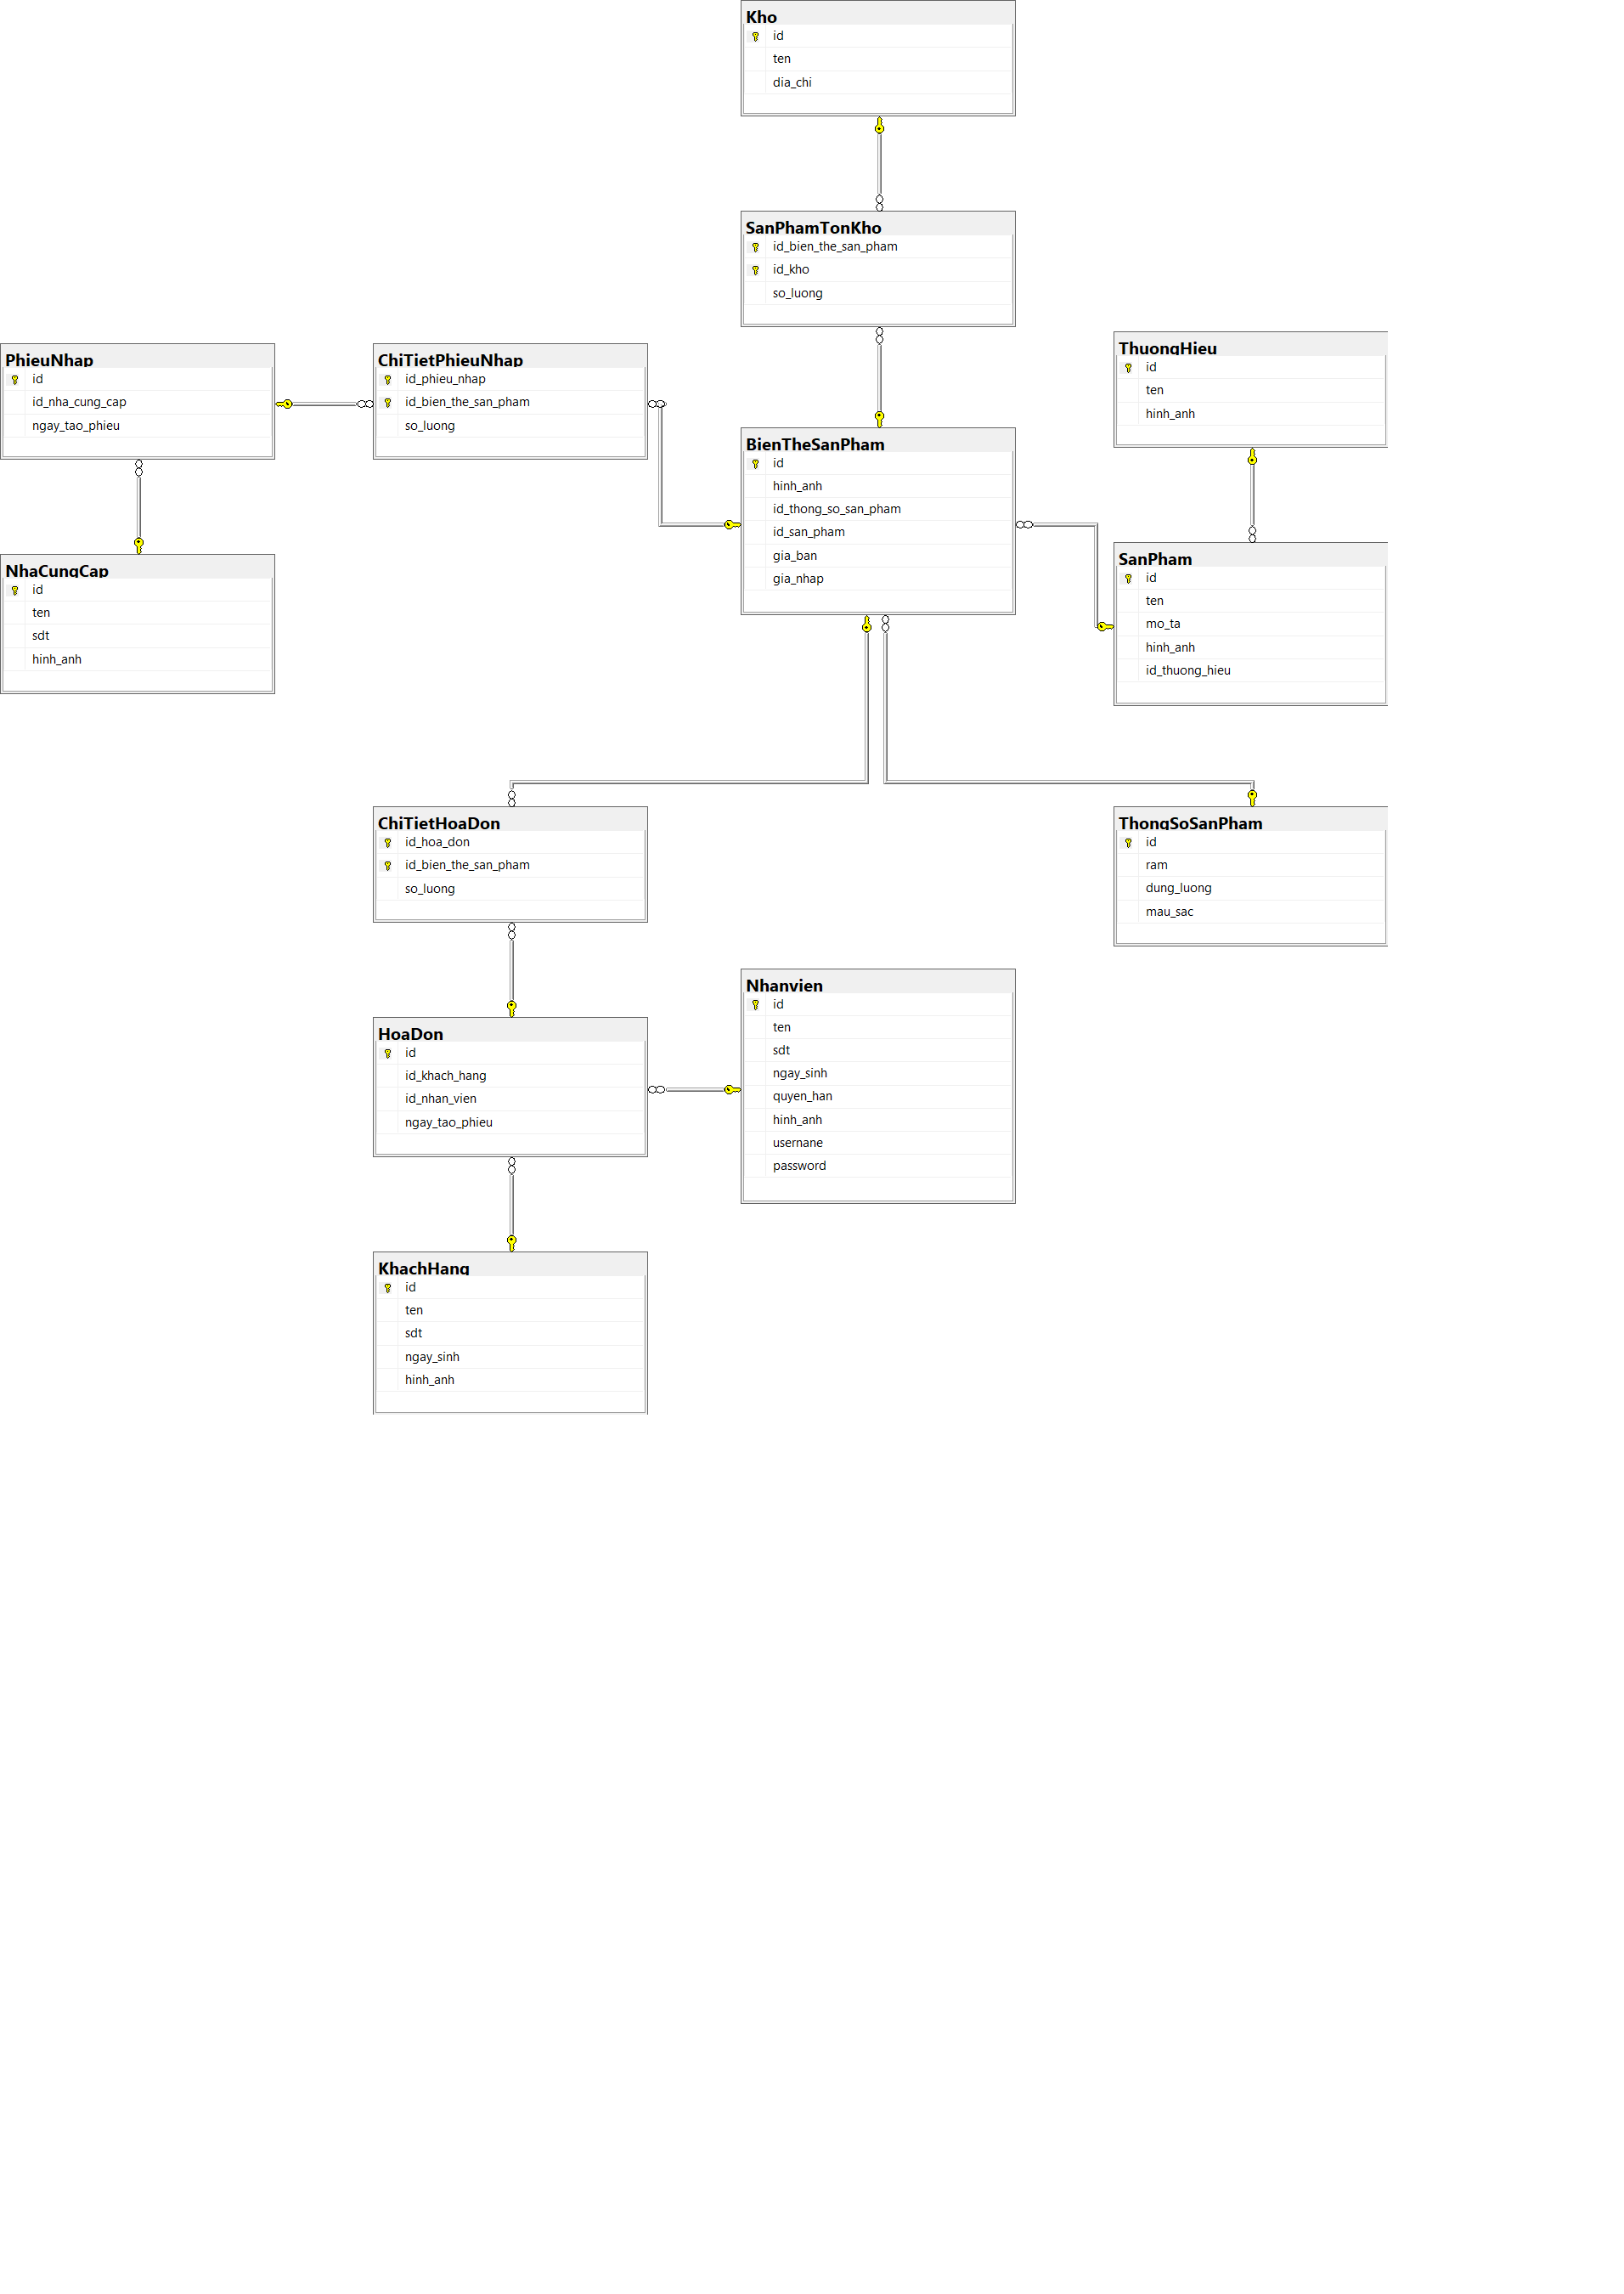 Kho
id
ten
dia_chi
SanPhamTonKho
id_bien_the_san_pham
id_kho
so_luong
PhieuNhap
id
id_nha_cung_cap
ngay_tao_phieu
ChiTietPhieuNhap
id_phieu_nhap
id_bien_the_san_pham
so_luong
ThuongHieu
id
ten
hinh_anh
BienTheSanPham
id
hinh_anh
id_thong_so_san_pham
id_san_pham
gia_ban
gia_nhap
NhaCungCap
id
ten
sdt
hinh_anh
SanPham
id
ten
mo_ta
hinh_anh
id_thuong_hieu
ChiTietHoaDon
id_hoa_don
id_bien_the_san_pham
so_luong
ThongSoSanPham
id
ram
dung_luong
mau_sac
Nhanvien
id
ten
sdt
ngay_sinh
quyen_han
hinh_anh
usernane
password
HoaDon
id
id_khach_hang
id_nhan_vien
ngay_tao_phieu
KhachHang
id
ten
sdt
ngay_sinh
hinh_anh